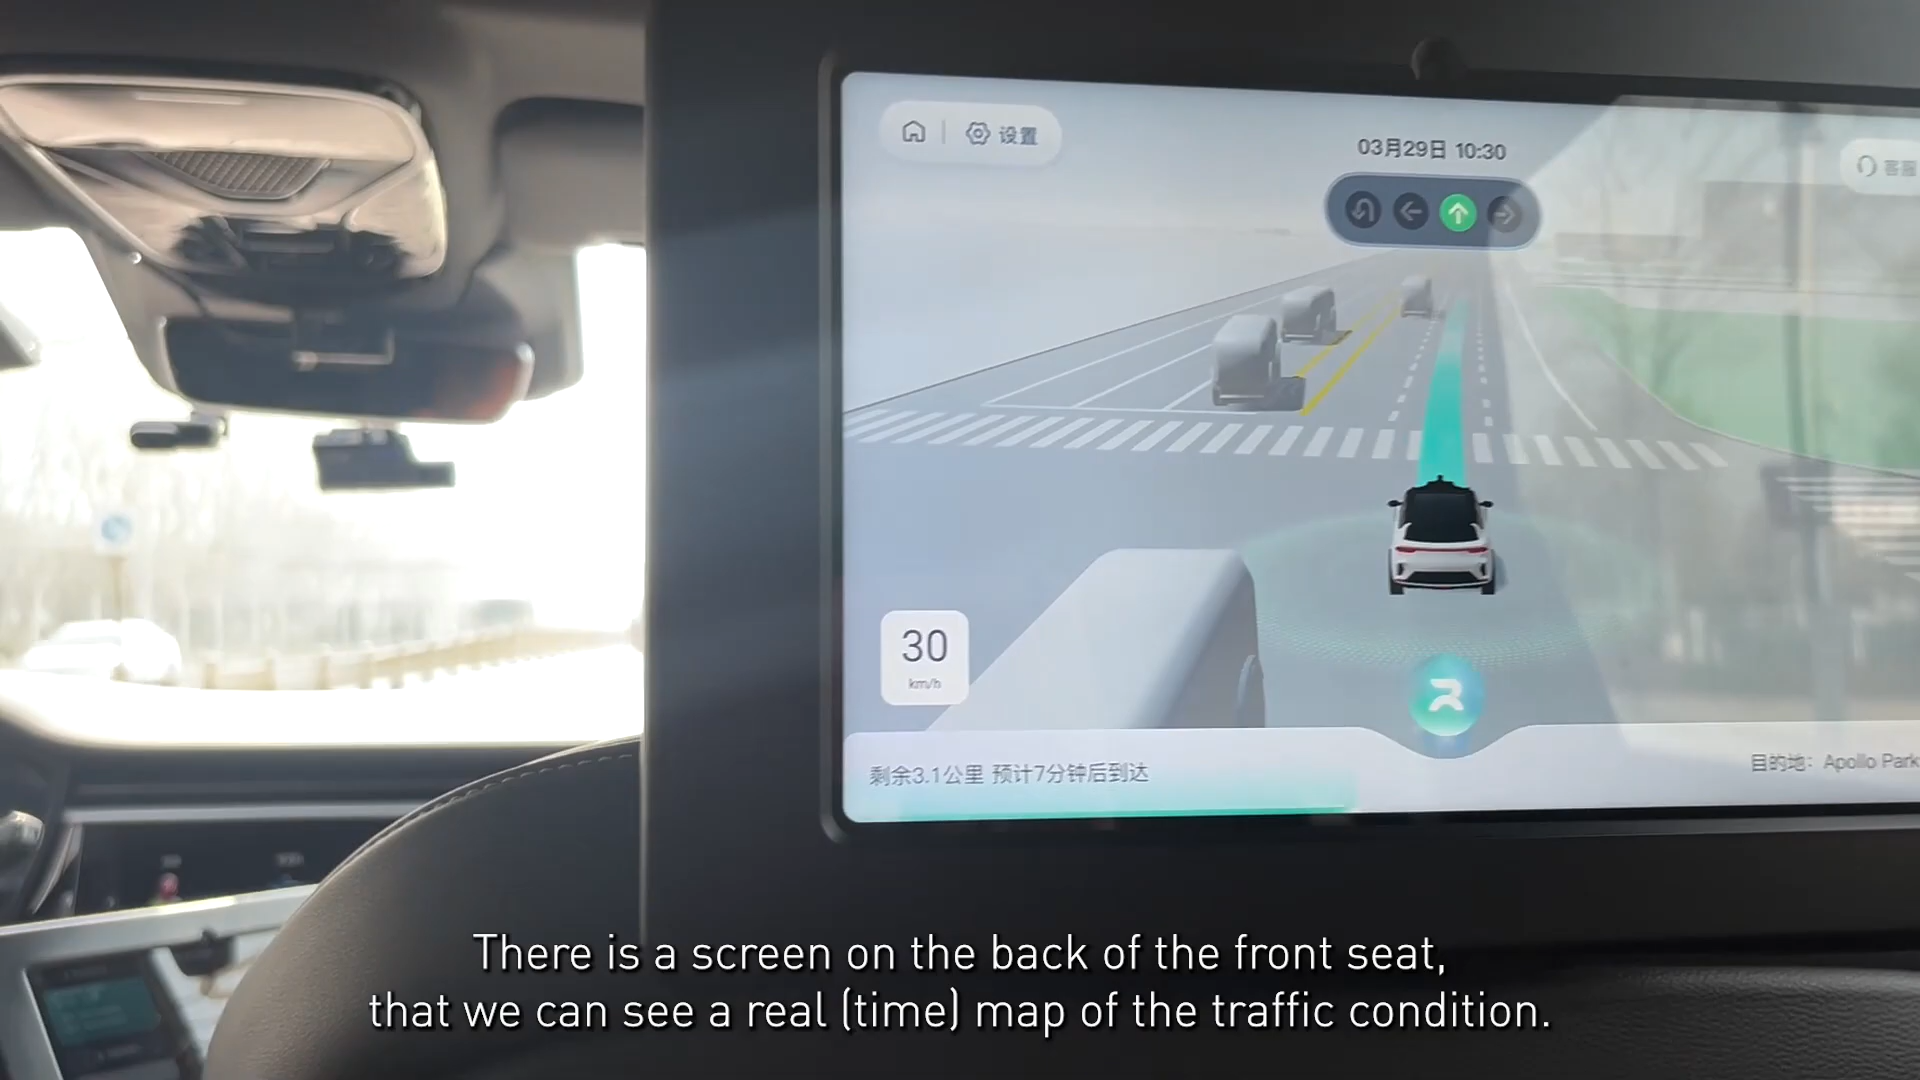 设置
03月29日 10:30
客服
30
km/h
剩余3.1公里 预计7分钟后到达
目的地：Apollo Park
There is a screen on the back of the front seat,
that we can see a real (time) map of the traffic condition.